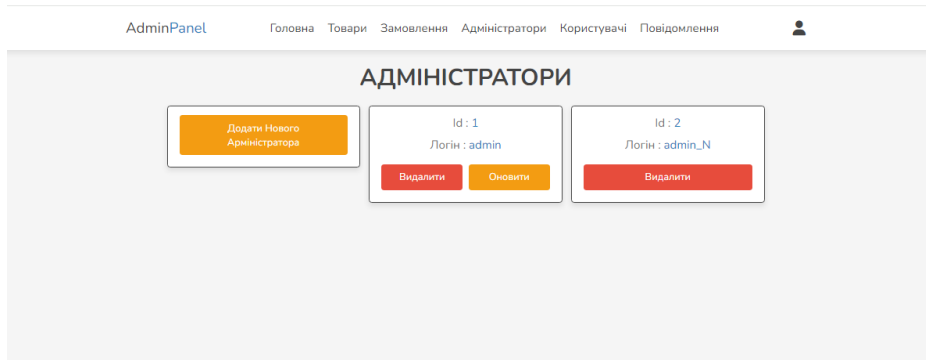 AdminPanel Головна Товари Замовлення Адміністратори Користувачі Повідомлення
АДМІНІСТРАТОРИ
Додати Нового
Арміністратора
Id : 1
Логін : admin
Видалити Оновити
Id : 2
Логін : admin_N
Видалити